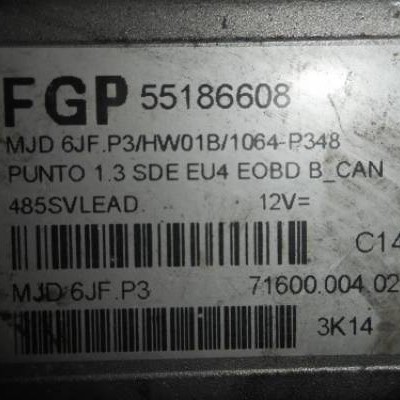 FGP 55186608
MJD 6JF.P3/HW01B/1064-P348
PUNTO 1.3 SDE EU4 EOBD B_CAN
485SVLEAD. 12V=
C14
MJD 6JF.P3 71600.004.02
3K14